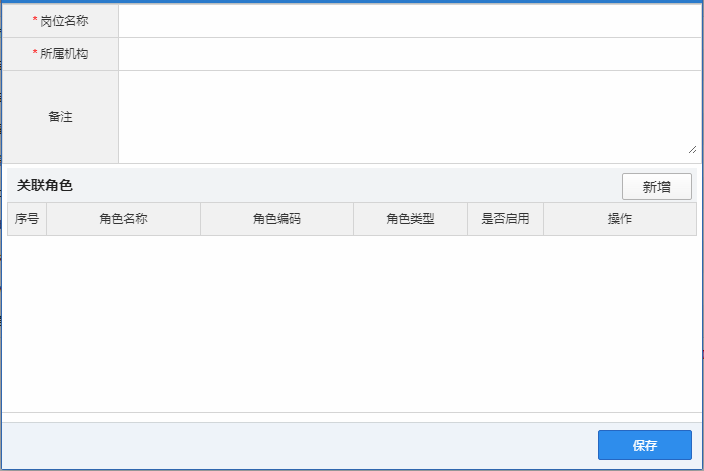 * 岗位名称
* 所属机构
备注
关联角色 新增
序号 角色名称 角色编码 角色类型 是否启用 操作
保存